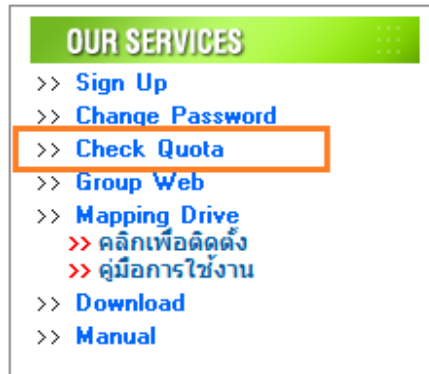 OUR SERVICES
>> Sign Up
>> Change Password
>> Check Quota
>> Group Web
>> Mapping Drive
>> คลิกเพื่อติดตั้ง
>> คู่มือการใช้งาน
>> Download
>> Manual